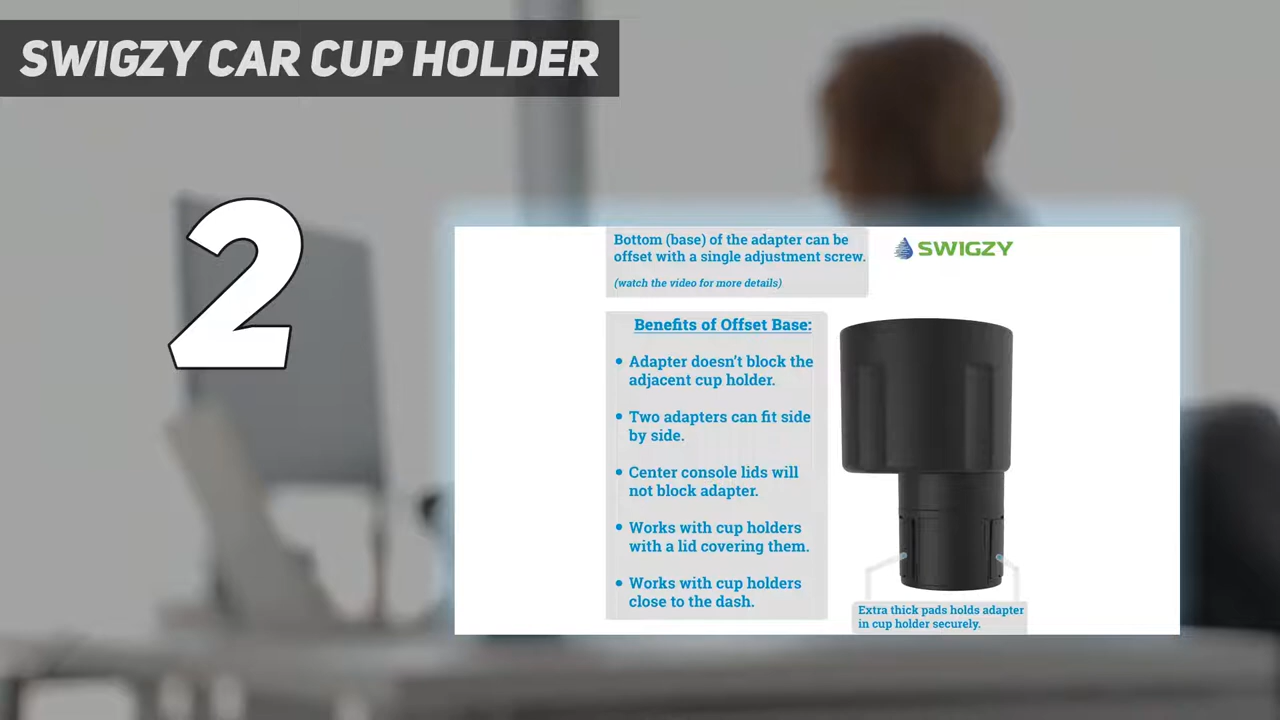 SWIGZY CAR CUP HOLDER
2
Bottom (base) of the adapter can be
offset with a single adjustment screw.
(watch the video for more details)
SWIGZY
Benefits of Offset Base:
• Adapter doesn't block the
adjacent cup holder.
• Two adapters can fit side
by side.
• Center console lids will
not block adapter.
• Works with cup holders
with a lid covering them.
• Works with cup holders
close to the dash.
Extra thick pads holds adapter
in cup holder securely.